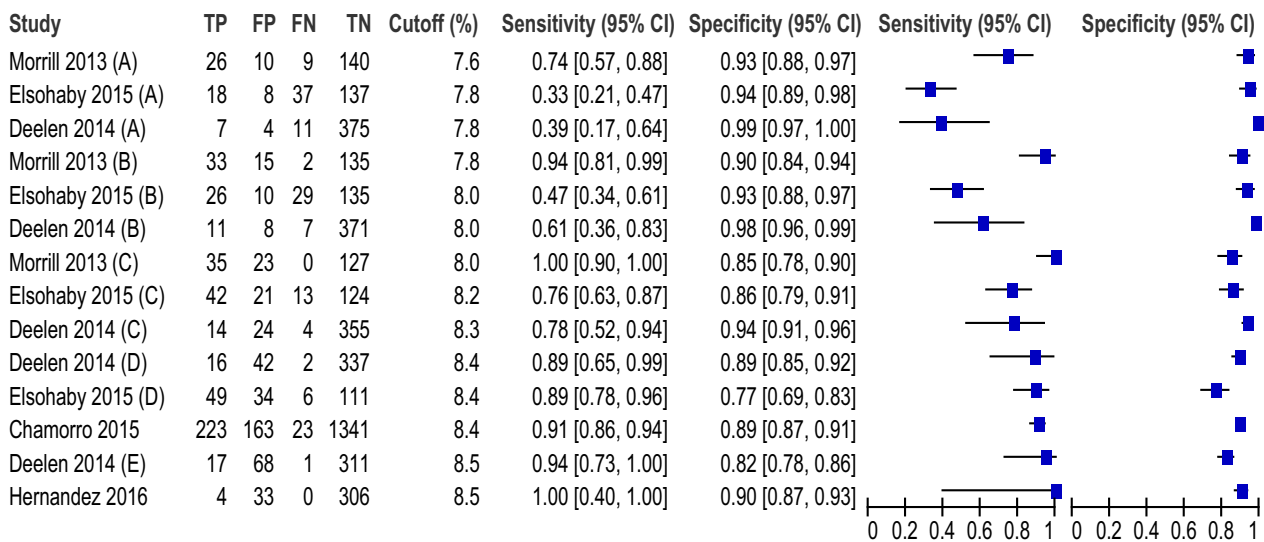 Study TP FP FN TN Cutoff (%) Sensitivity (95% CI) Specificity (95% CI) Sensitivity (95% CI) Specificity (95% CI)
Morrill 2013 (A) 26 10 9 140 7.6 0.74 [0.57, 0.88] 0.93 [0.88, 0.97]
Elsohaby 2015 (A) 18 8 37 137 7.8 0.33 [0.21, 0.47] 0.94 [0.89, 0.98]
Deelen 2014 (A) 7 4 11 375 7.8 0.39 [0.17, 0.64] 0.99 [0.97, 1.00]
Morrill 2013 (B) 33 15 2 135 7.8 0.94 [0.81, 0.99] 0.90 [0.84, 0.94]
Elsohaby 2015 (B) 26 10 29 135 8.0 0.47 [0.34, 0.61] 0.93 [0.88, 0.97]
Deelen 2014 (B) 11 8 7 371 8.0 0.61 [0.36, 0.83] 0.98 [0.96, 0.99]
Morrill 2013 (C) 35 23 0 127 8.0 1.00 [0.90, 1.00] 0.85 [0.78, 0.90]
Elsohaby 2015 (C) 42 21 13 124 8.2 0.76 [0.63, 0.87] 0.86 [0.79, 0.91]
Deelen 2014 (C) 14 24 4 355 8.3 0.78 [0.52, 0.94] 0.94 [0.91, 0.96]
Deelen 2014 (D) 16 42 2 337 8.4 0.89 [0.65, 0.99] 0.89 [0.85, 0.92]
Elsohaby 2015 (D) 49 34 6 111 8.4 0.89 [0.78, 0.96] 0.77 [0.69, 0.83]
Chamorro 2015 223 163 23 1341 8.4 0.91 [0.86, 0.94] 0.89 [0.87, 0.91]
Deelen 2014 (E) 17 68 1 311 8.5 0.94 [0.73, 1.00] 0.82 [0.78, 0.86]
Hernandez 2016 4 33 0 306 8.5 1.00 [0.40, 1.00] 0.90 [0.87, 0.93]
0 0.2 0.4 0.6 0.8 1 0 0.2 0.4 0.6 0.8 1